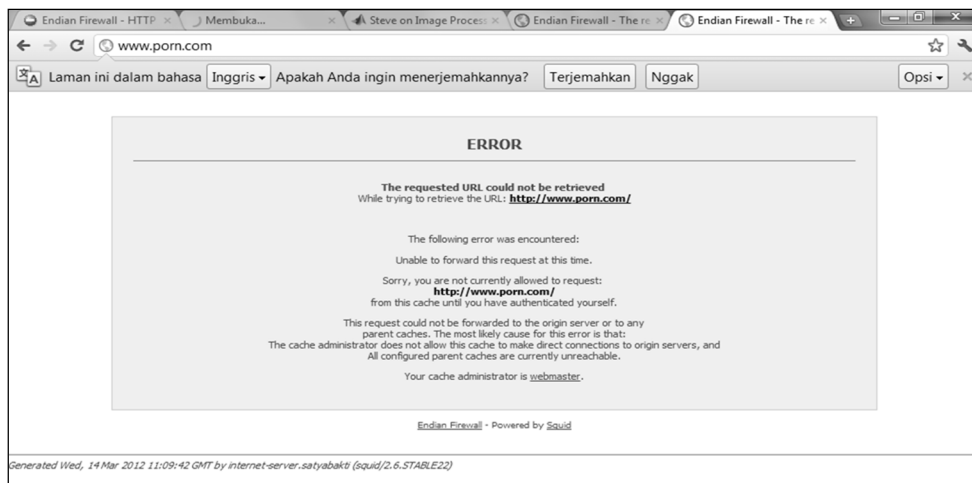 Endian Firewall - HTTP
Membuka...
Steve on Image Process
Endian Firewall - The re
Endian Firewall - The re
www.porn.com
Laman ini dalam bahasa Inggris Apakah Anda ingin menerjemahkannya? Terjemahkan Nggak Opsi
ERROR
The requested URL could not be retrieved
While trying to retrieve the URL: http://www.porn.com/
The following error was encountered:
Unable to forward this request at this time.
Sorry, you are not currently allowed to request:
http://www.porn.com/
from this cache until you have authenticated yourself.
This request could not be forwarded to the origin server or to any
parent caches. The most likely cause for this error is that:
The cache administrator does not allow this cache to make direct connections to origin servers, and
All configured parent caches are currently unreachable.
Your cache administrator is webmaster.
Endian Firewall - Powered by Squid
Generated Wed, 14 Mar 2012 11:09:42 GMT by internet-server.satyabakti (squid/2.6.STABLE22)